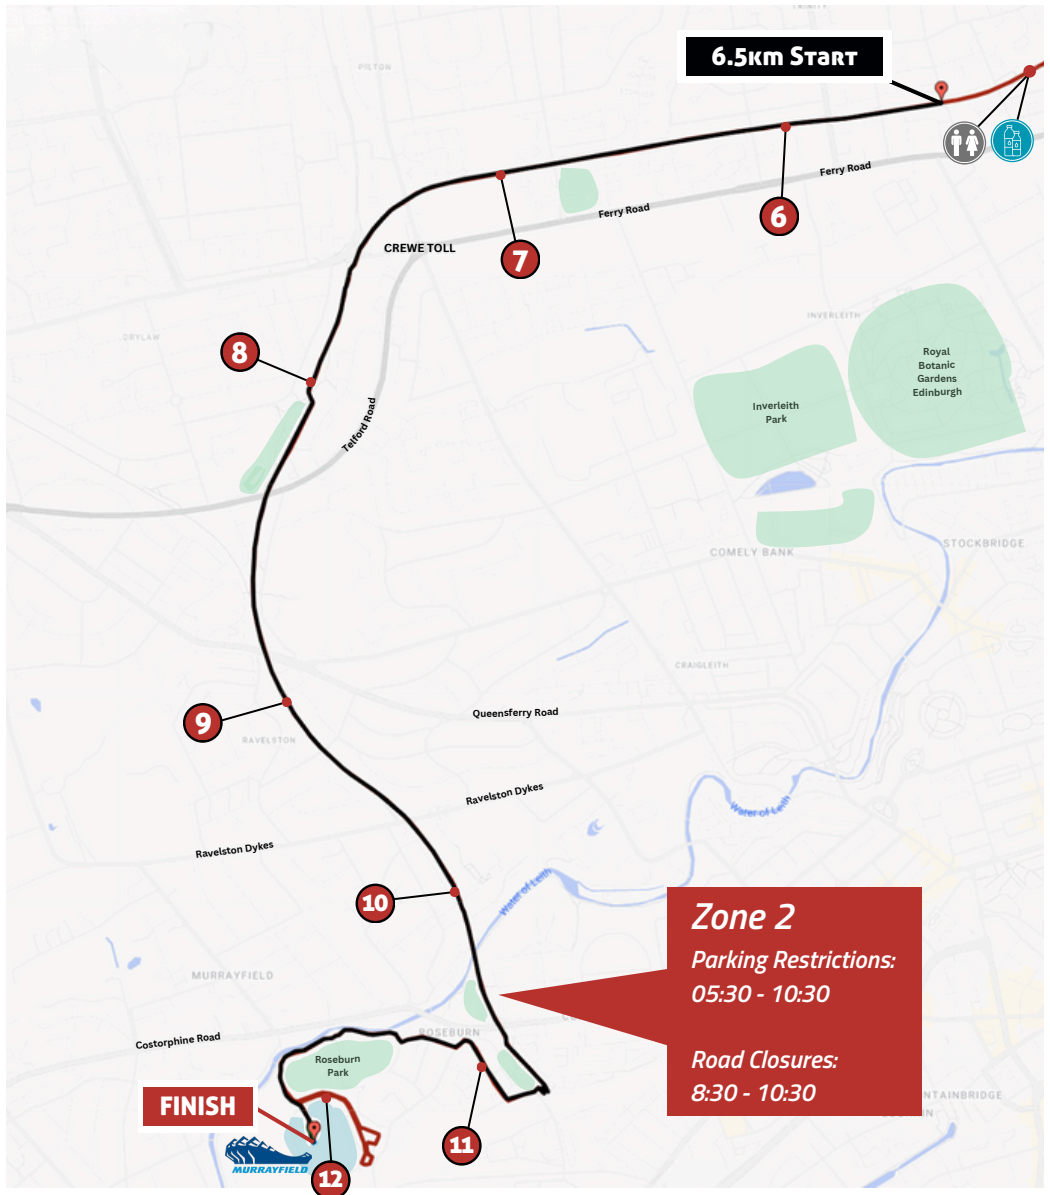 TRINITY
6.5km Start
PILTON
Ferry Road
Ferry Road
6
CREWE TOLL
7
INVERLEITH
DRYLAW
8
Royal
Botanic
Gardens
Edinburgh
Inverleith
Park
Telford Road
STOCKBRIDGE
COMELY BANK
CRAIGLEITH
9
Queensferry Road
RAVELSTON
Ravelston Dykes
Water of Leith
Ravelston Dykes
Water of Leith
10
Zone 2
Parking Restrictions:
05:30 - 10:30
Road Closures:
8:30 - 10:30
MURRAYFIELD
ROSEBURN
Costorphine Road
Roseburn
Park
FINISH
NTAINBRIDGE
11
MURRAYFIELD
12